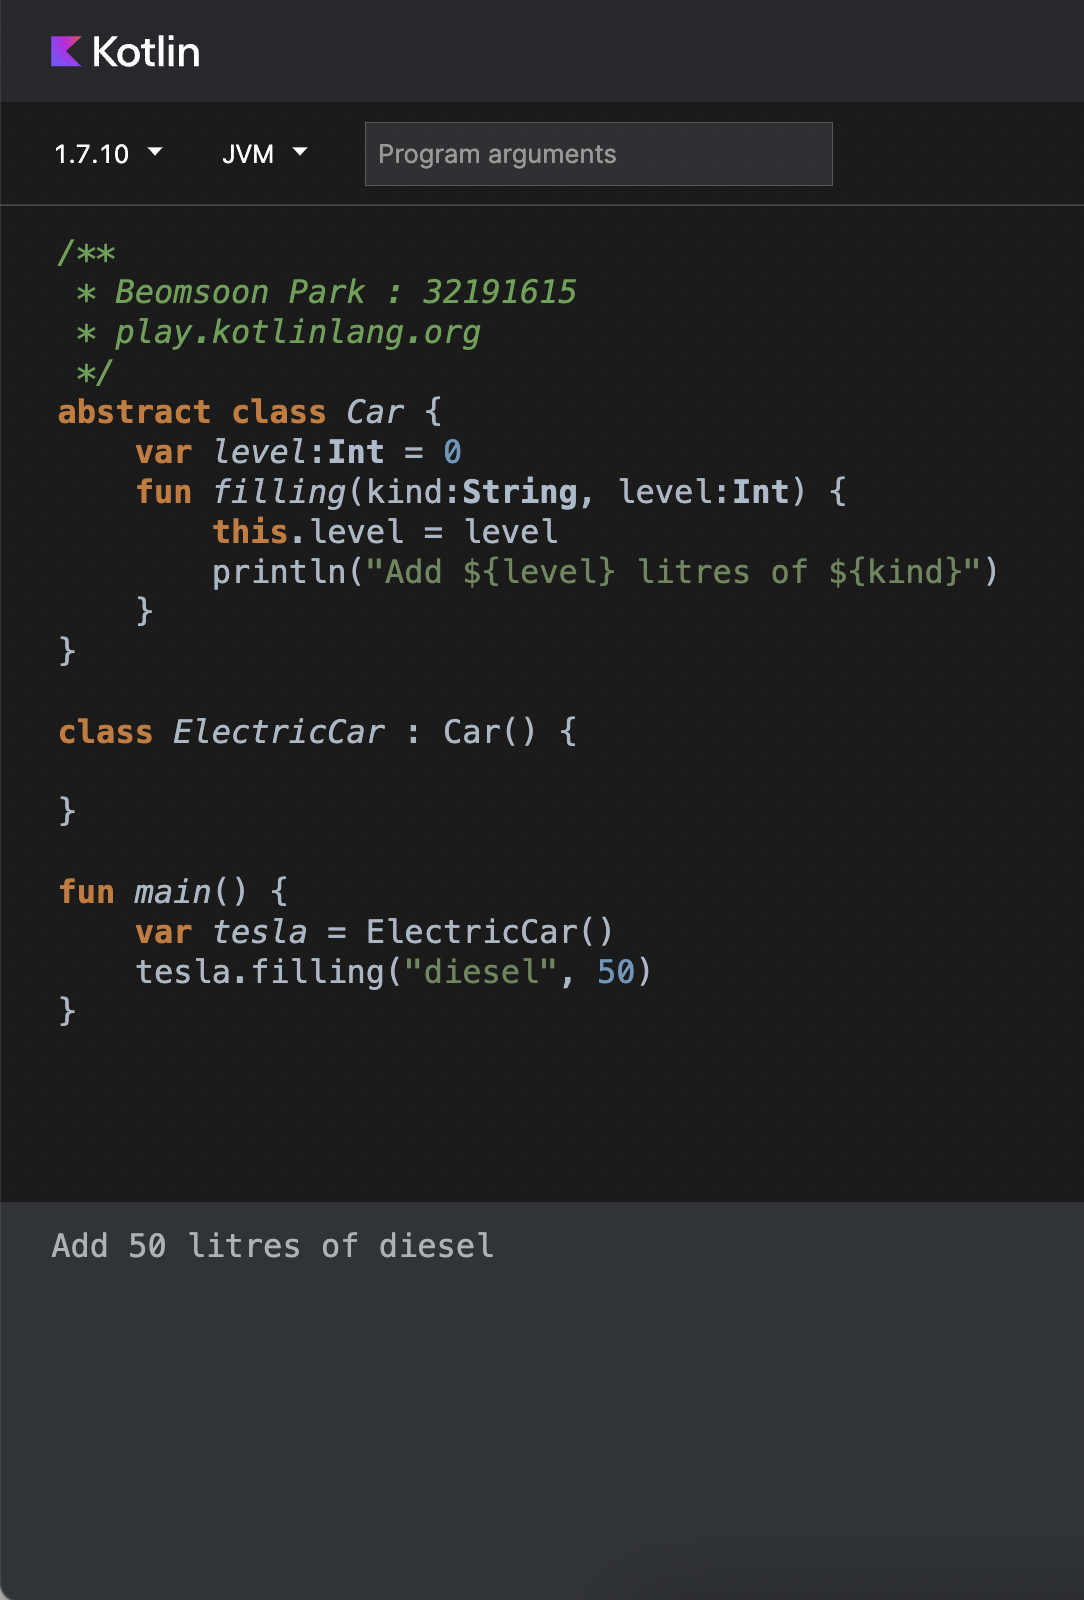 Kotlin
1.7.10 JVM Program arguments
/**
 * Beomsoon Park : 32191615
 * play.kotlinlang.org
 */
abstract class Car {
    var level:Int = 0
    fun filling(kind:String, level:Int) {
        this.level = level
        println("Add ${level} litres of ${kind}")
    }
}
class ElectricCar : Car() {
}
fun main() {
    var tesla = ElectricCar()
    tesla.filling("diesel", 50)
}
Add 50 litres of diesel